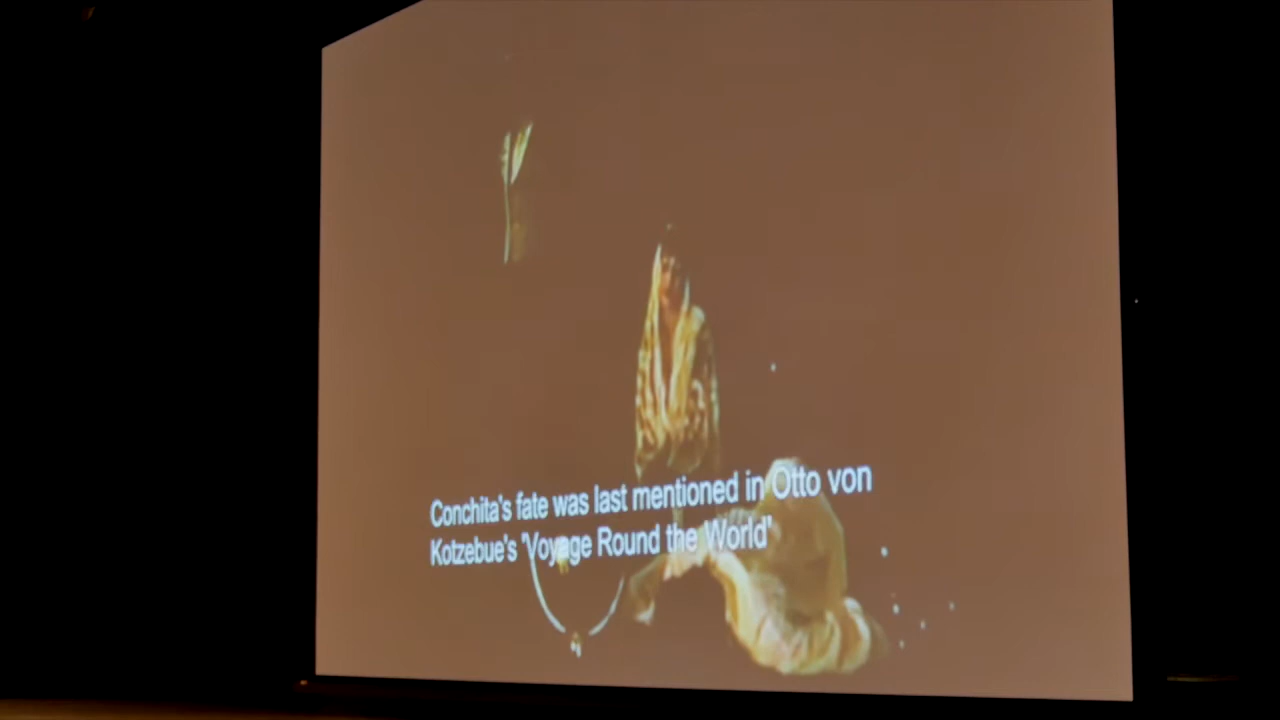 Conchita's fate was last mentioned in Otto von
Kotzebue's 'Voyage Round the World'